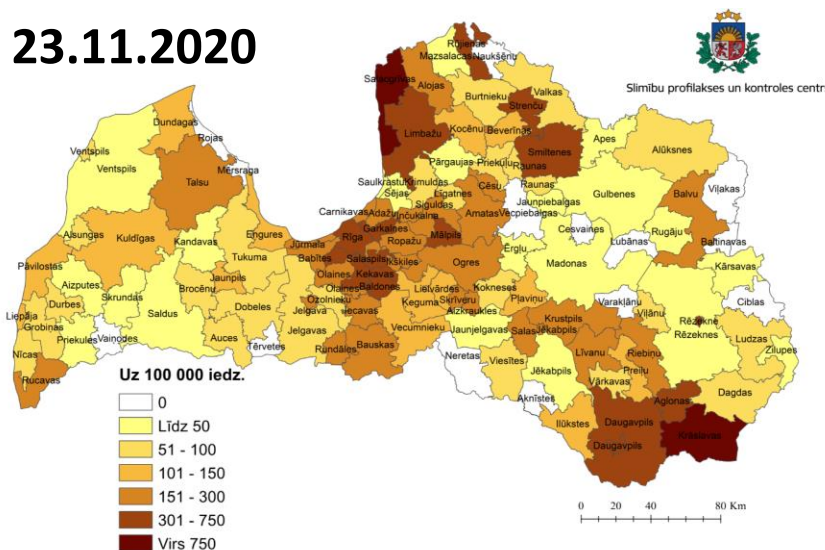 23.11.2020
Slimību profilakses un kontroles centr
Rūjienas
Mazsalacas
Naukšēnu
Salacgrīvas
Alojas
Burtnieku
Valkas
Strenču
Limbažu
Kocēnu
Beverīnas
Smiltenes
Apes
Alūksnes
Dundagas
Rojas
Ventspils
Ventspils
Mērsraga
Talsu
Pārgaujas
Priekuļu
Raunas
Saulkrastu
Krimuldas
Cēsu
Raunas
Līgatnes
Sējas
Siguldas
Jaunpiebalgas
Gulbenes
Balvu
Viļakas
Carnikavas
Ādažu
Inčukalna
Amatas
Vecpiebalgas
Rugāju
Alsungas
Kuldīgas
Kandavas
Engures
Jūrmala
Rīga
Garkalnes
Ropažu
Mālpils
Cesvaines
Lubānas
Baltinavas
Tukuma
Babītes
Salaspils
Ikšķiles
Ogres
Ērgļu
Madonas
Kārsavas
Pāvilostas
Aizputes
Skrundas
Brocēnu
Jaunpils
Olaines
Ķekavas
Baldones
Olaines
Lielvārdes
Kokneses
Ciblas
Durbes
Saldus
Dobeles
Ozolnieku
Jelgava
Iecavas
Ķeguma
Skrīveru
Aizkraukles
Pļaviņu
Krustpils
Varakļānu
Viļānu
Rēzekne
Rēzeknes
Liepāja
Grobiņas
Priekules
Vaiņodes
Auces
Tērvetes
Jelgavas
Vecumnieku
Jaunjelgavas
Salas
Jēkabpils
Ludzas
Zilupes
Nīcas
Rucavas
Rundāles
Bauskas
Neretas
Viesītes
Jēkabpils
Līvānu
Riebiņu
Preiļu
Vārkavas
Dagdas
Aknīstes
Ilūkstes
Daugavpils
Daugavpils
Aglonas
Krāslavas
Uz 100 000 iedz.
0
Līdz 50
51 - 100
101 - 150
151 - 300
301 - 750
Virs 750
0 20 40 80 Km